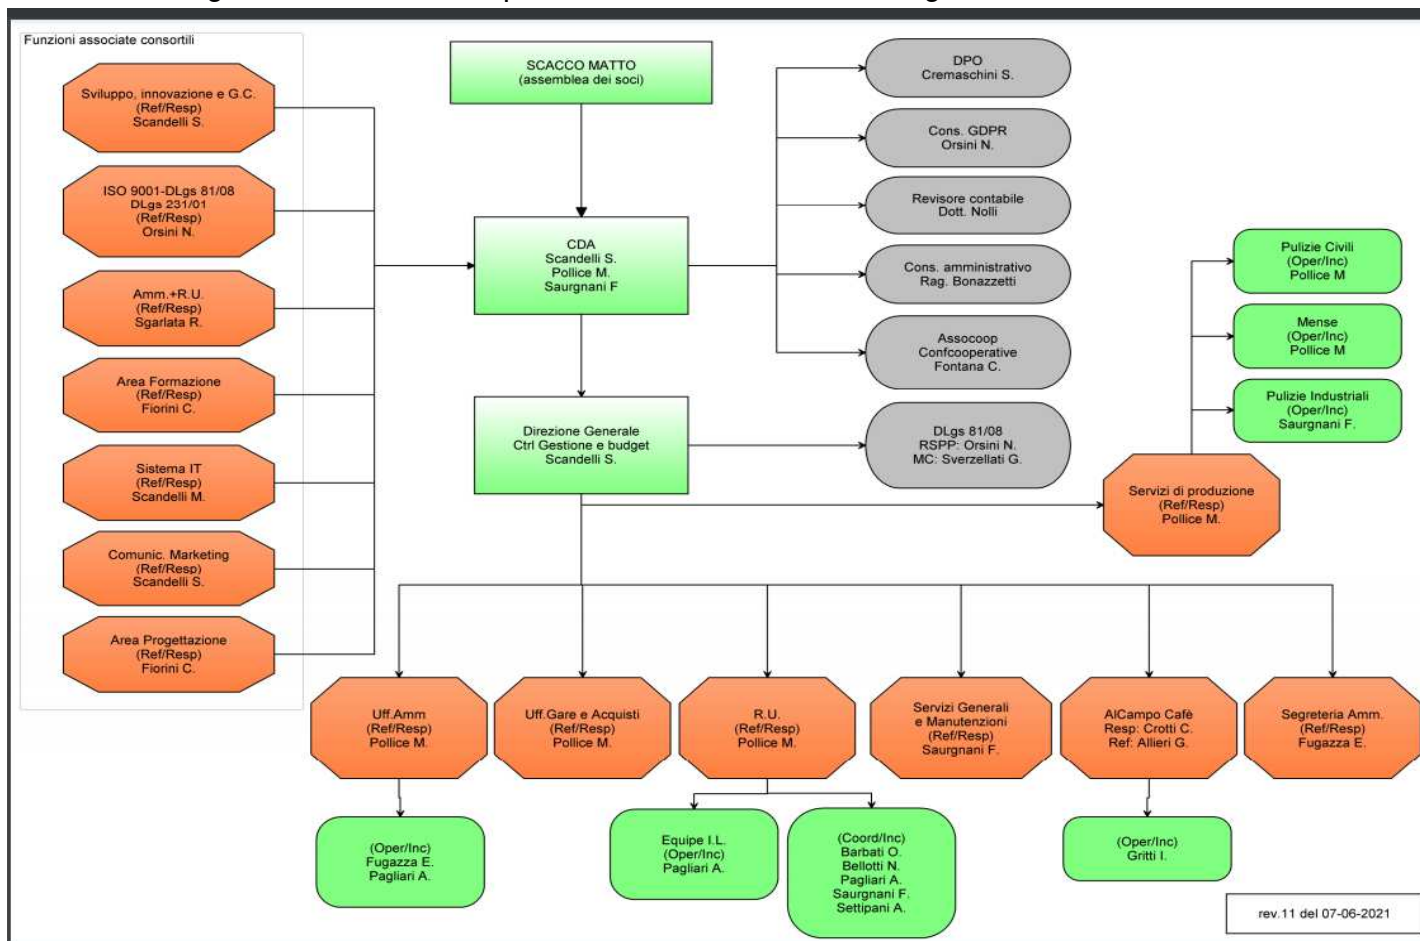 Funzioni associate consortili
Sviluppo, innovazione e G.C.
(Ref/Resp)
Scandelli S.
ISO 9001-DLgs 81/08
DLgs 231/01
(Ref/Resp)
Orsini N.
Amm.+R.U.
(Ref/Resp)
Sgarlata R.
Area Formazione
(Ref/Resp)
Fiorini C.
Sistema IT
(Ref/Resp)
Scandelli M.
Comunic. Marketing
(Ref/Resp)
Scandelli S.
Area Progettazione
(Ref/Resp)
Fiorini C.
SCACCO MATTO
(assemblea dei soci)
CDA
Scandelli S.
Pollice M.
Saurgnani F
Direzione Generale
Ctrl Gestione e budget
Scandelli S.
DPO
Cremaschini S.
Cons. GDPR
Orsini N.
Revisore contabile
Dott. Nolli
Cons. amministrativo
Rag. Bonazzetti
Assocoop
Confcooperative
Fontana C.
DLgs 81/08
RSPP: Orsini N.
MC: Sverzellati G.
Pulizie Civili
(Oper/Inc)
Pollice M
Mense
(Oper/Inc)
Pollice M
Pulizie Industriali
(Oper/Inc)
Saurgnani F.
Servizi di produzione
(Ref/Resp)
Pollice M.
Uff.Amm
(Ref/Resp)
Pollice M.
Uff.Gare e Acquisti
(Ref/Resp)
Pollice M.
R.U.
(Ref/Resp)
Pollice M.
Servizi Generali
e Manutenzioni
(Ref/Resp)
Saurgnani F.
AlCampo Cafè
Resp: Crotti C.
Ref: Allieri G.
Segreteria Amm.
(Ref/Resp)
Fugazza E.
(Oper/Inc)
Fugazza E.
Pagliari A.
Equipe I.L.
(Oper/Inc)
Pagliari A.
(Coord/Inc)
Barbati O.
Bellotti N.
Pagliari A.
Saurgnani F.
Settipani A.
(Oper/Inc)
Gritti I.
rev.11 del 07-06-2021